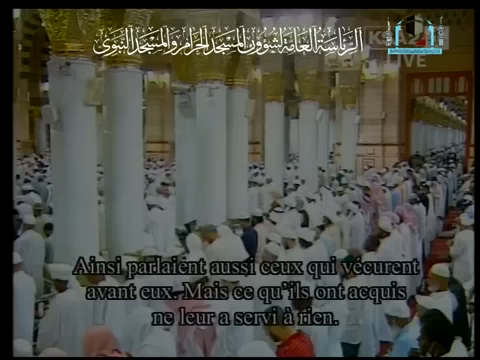 الرئاسة العامة لشؤون المسجد الحرام والمسجد النبوي
LIVE
Ainsi parlaient aussi ceux qui vécurent
avant eux. Mais ce qu'ils ont acquis
ne leur a servi à rien.